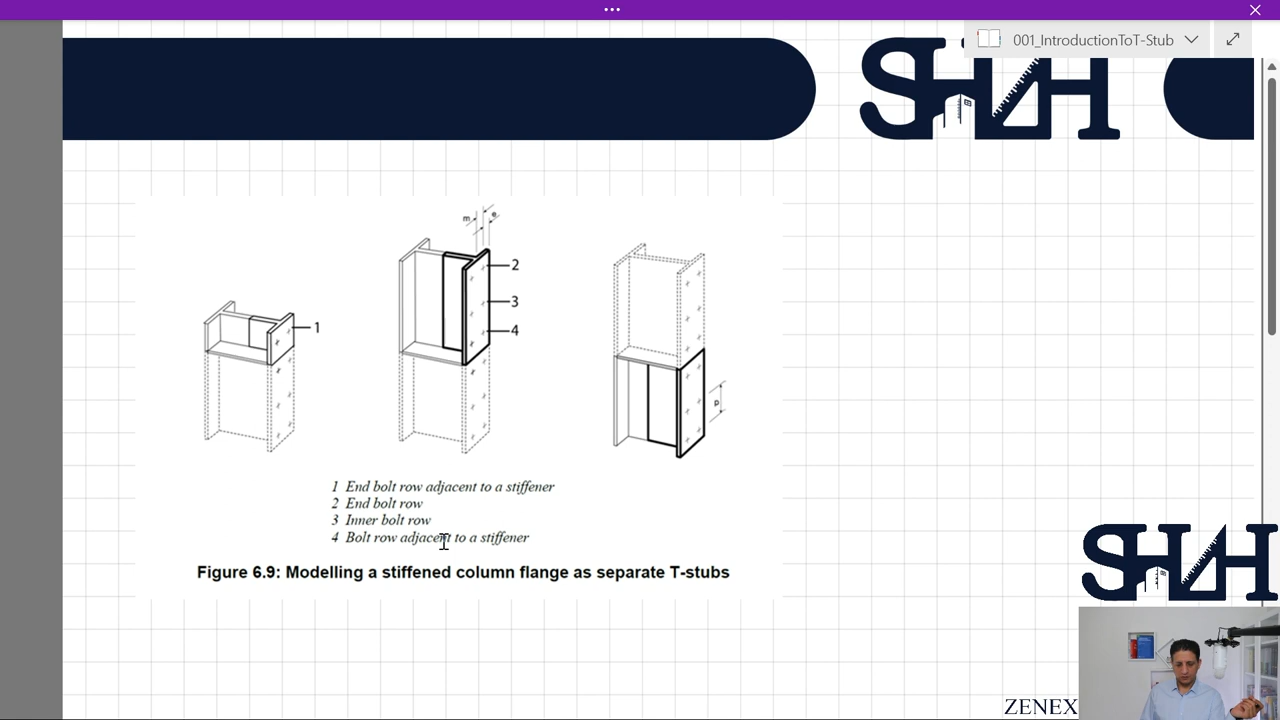 001_IntroductionToT-Stub
SHZH
m
e
2
3
4
1
p
1 End bolt row adjacent to a stiffener
2 End bolt row
3 Inner bolt row
4 Bolt row adjacent to a stiffener
Figure 6.9: Modelling a stiffened column flange as separate T-stubs
SHZH
ZENEX